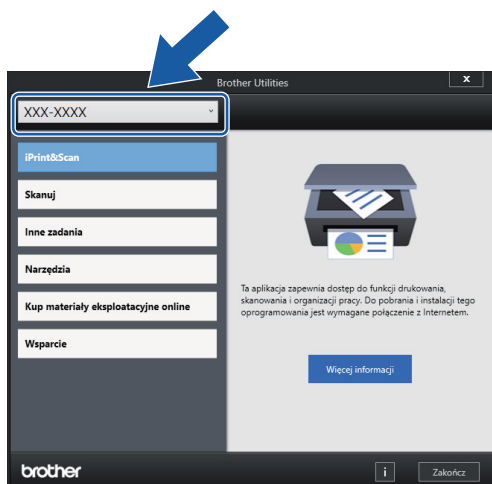 Brother Utilities
x
XXX-XXXX
iPrint&Scan
Skanuj
Inne zadania
Narzędzia
Kup materiały eksploatacyjne online
Wsparcie
Ta aplikacja zapewnia dostęp do funkcji drukowania,
skanowania i organizacji pracy. Do pobrania i instalacji tego
oprogramowania jest wymagane połączenie z Internetem.
Więcej informacji
brother
i
Zakończ